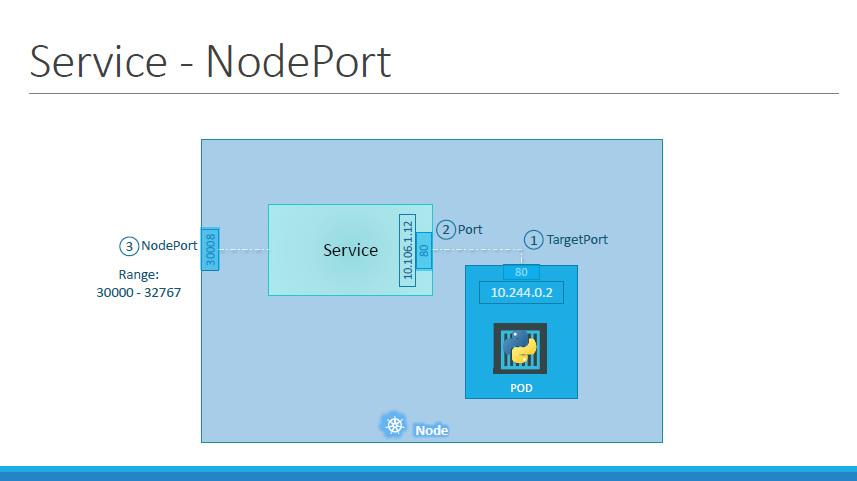 Service - NodePort
3 NodePort
30008
Range:
30000 - 32767
Service
10.106.1.12
80
2 Port
1 TargetPort
80
10.244.0.2
POD
Node